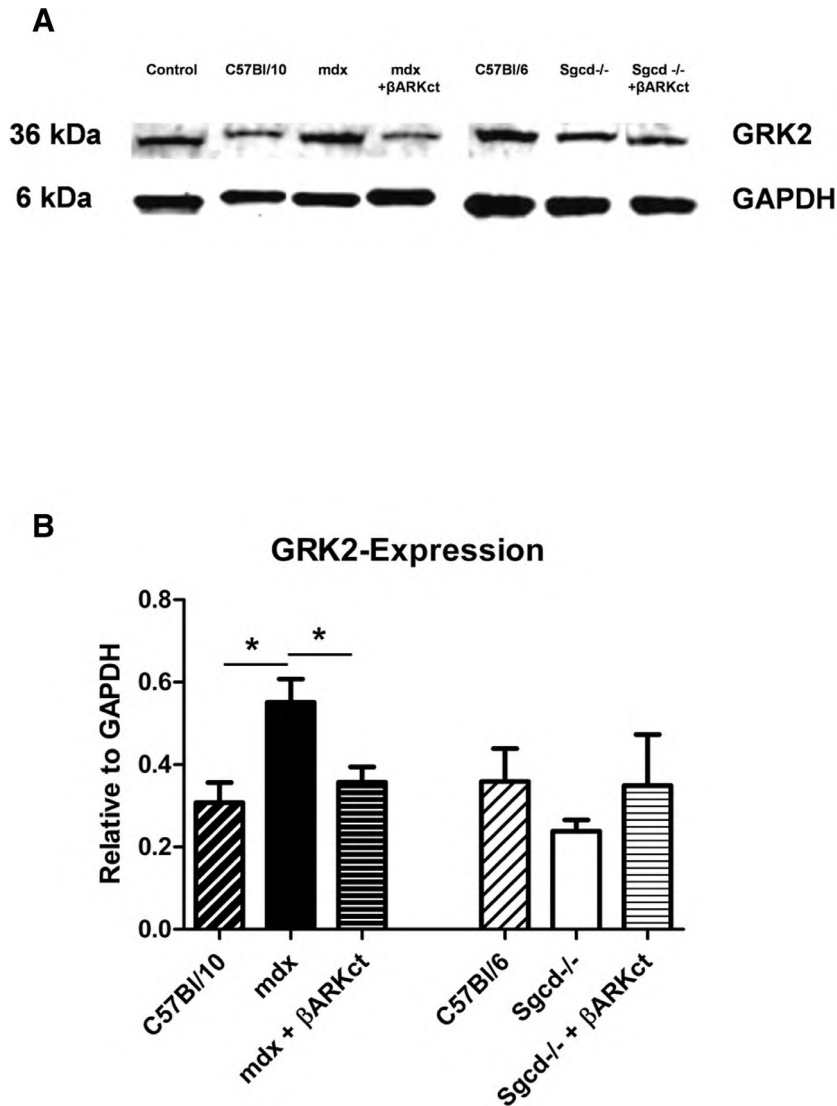 A
Control C57Bl/10 mdx mdx +βARKct C57Bl/6 Sgcd-/- Sgcd -/- +βARKct
36 kDa GRK2
6 kDa GAPDH
B
GRK2-Expression
Relative to GAPDH
0.8
0.6
0.4
0.2
0.0
* *
C57Bl/10 mdx mdx + βARKct C57Bl/6 Sgcd-/- Sgcd-/- + βARKct